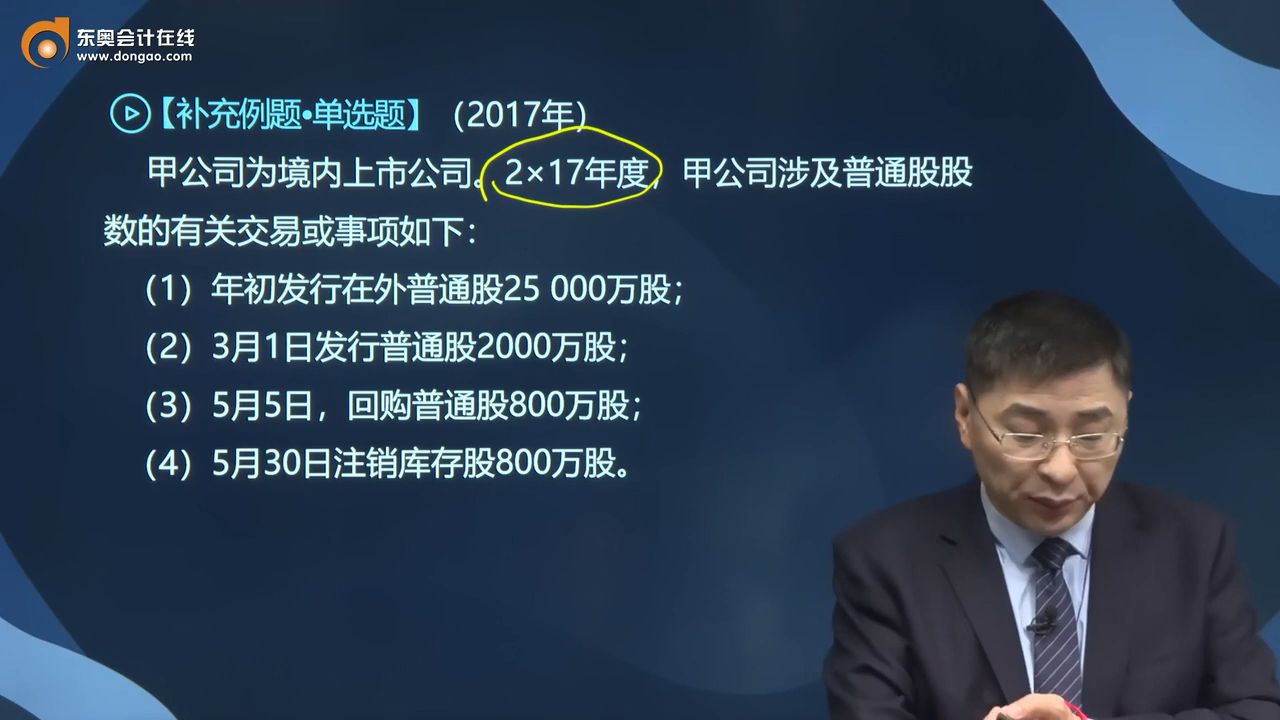 东奥会计在线
www.dongao.com
【补充例题•单选题】（2017年）
甲公司为境内上市公司。2×17年度，甲公司涉及普通股股
数的有关交易或事项如下：
（1）年初发行在外普通股25 000万股；
（2）3月1日发行普通股2000万股；
（3）5月5日，回购普通股800万股；
（4）5月30日注销库存股800万股。